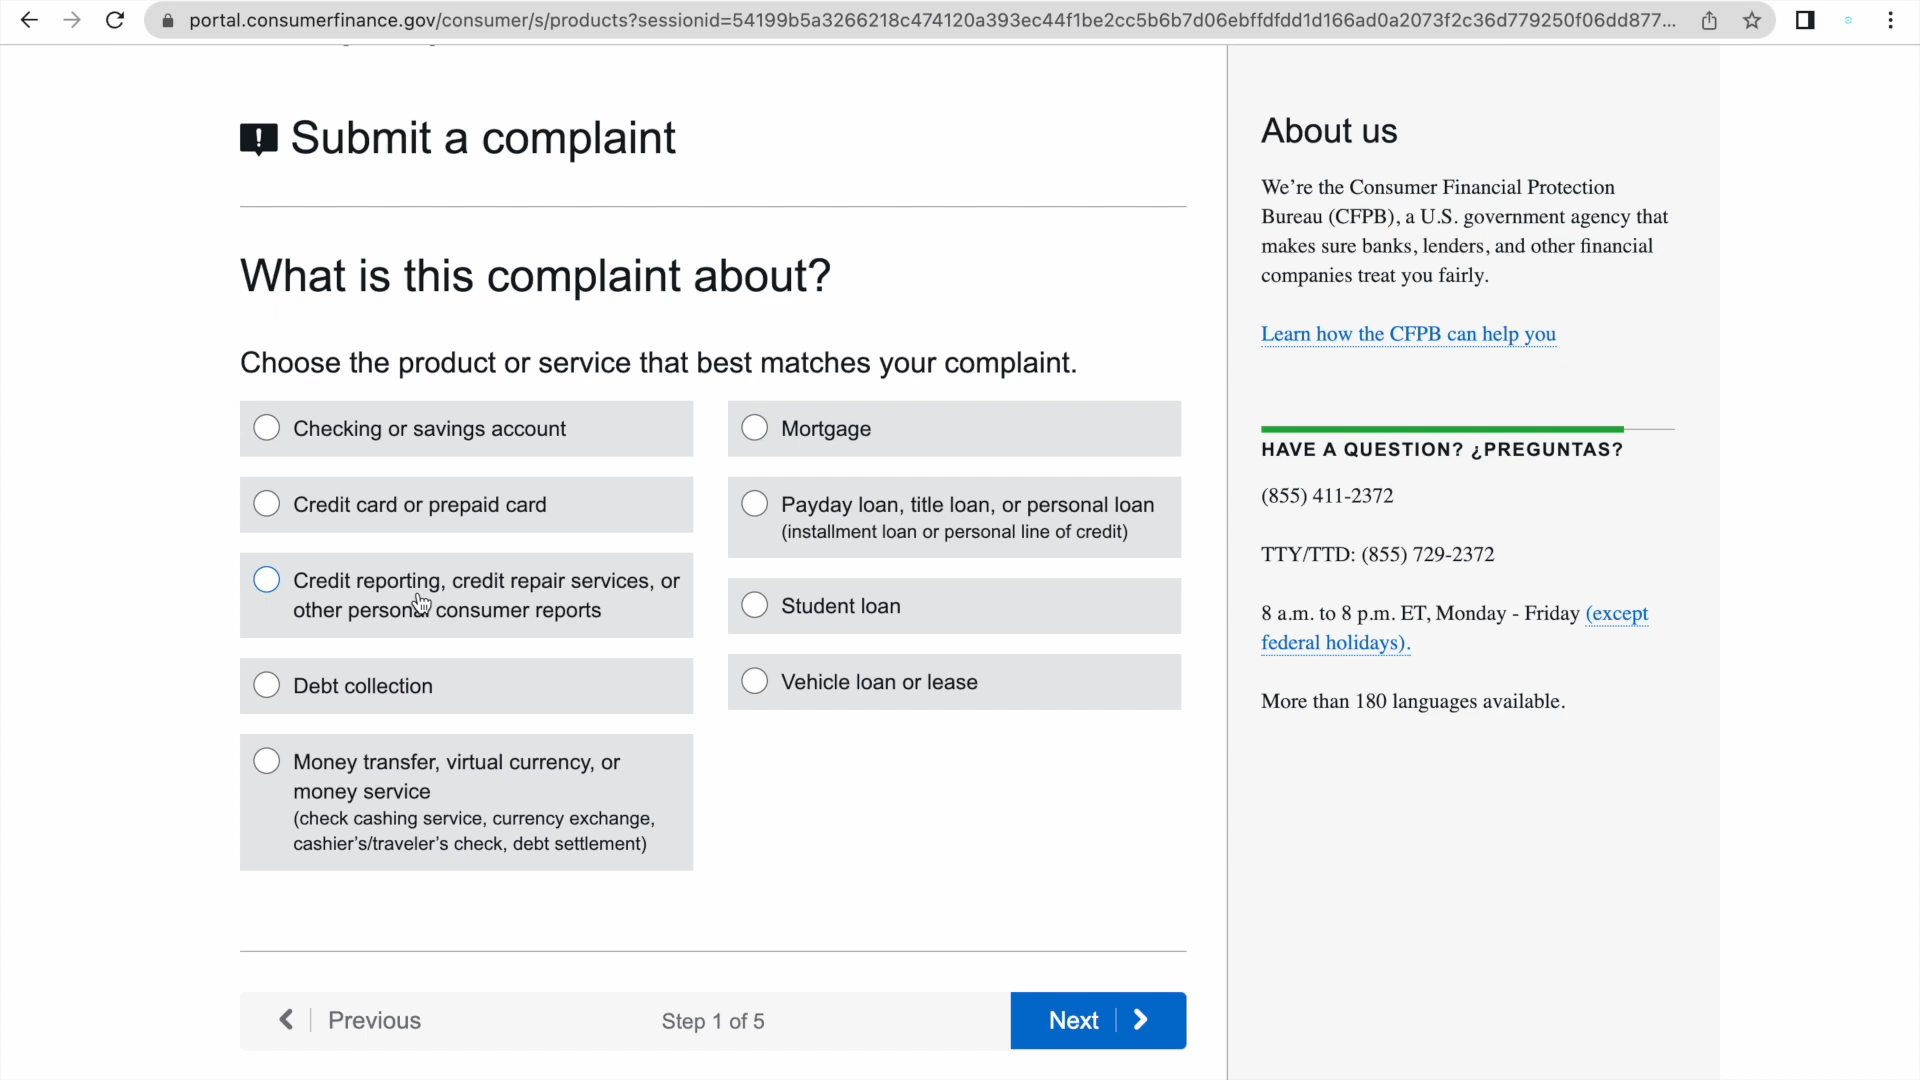 portal.consumerfinance.gov/consumer/s/products?sessionid=54199b5a3266218c474120a393ec44f1be2cc5b6b7d06ebffdfdd1d166ad0a2073f2c36d779250f06dd877...
Submit a complaint
What is this complaint about?
Choose the product or service that best matches your complaint.
Checking or savings account
Credit card or prepaid card
Credit reporting, credit repair services, or
other personal consumer reports
Debt collection
Money transfer, virtual currency, or
money service
(check cashing service, currency exchange,
cashier's/traveler's check, debt settlement)
Mortgage
Payday loan, title loan, or personal loan
(installment loan or personal line of credit)
Student loan
Vehicle loan or lease
Previous
Step 1 of 5
Next
About us
We're the Consumer Financial Protection
Bureau (CFPB), a U.S. government agency that
makes sure banks, lenders, and other financial
companies treat you fairly.
Learn how the CFPB can help you
HAVE A QUESTION? ¿PREGUNTAS?
(855) 411-2372
TTY/TTD: (855) 729-2372
8 a.m. to 8 p.m. ET, Monday - Friday (except
federal holidays).
More than 180 languages available.